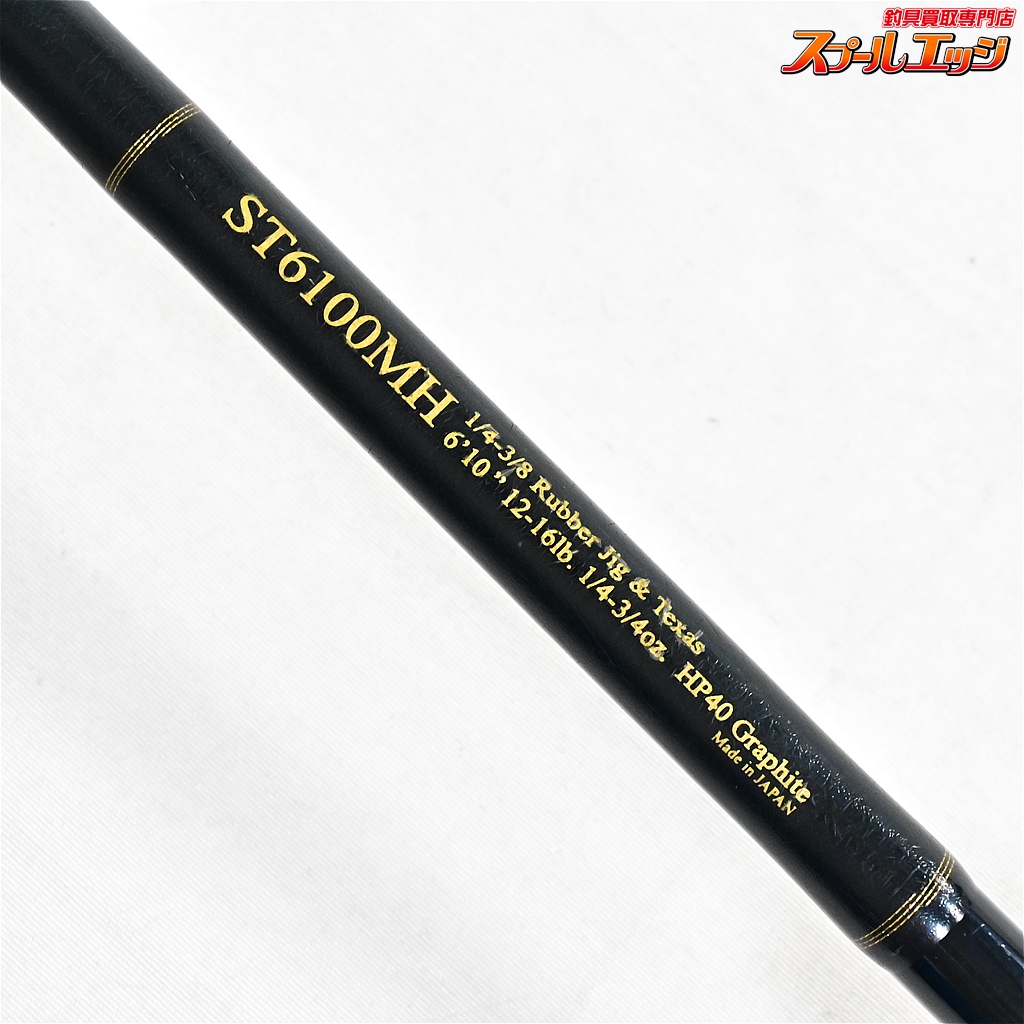 釣具買取専門店
スプールエッジ
ST6100MH
1/4-3/8 Rubber Jig & Texas
6'10" 12-16lb. 1/4-3/4oz.
HP40 Graphite
Made in JAPAN